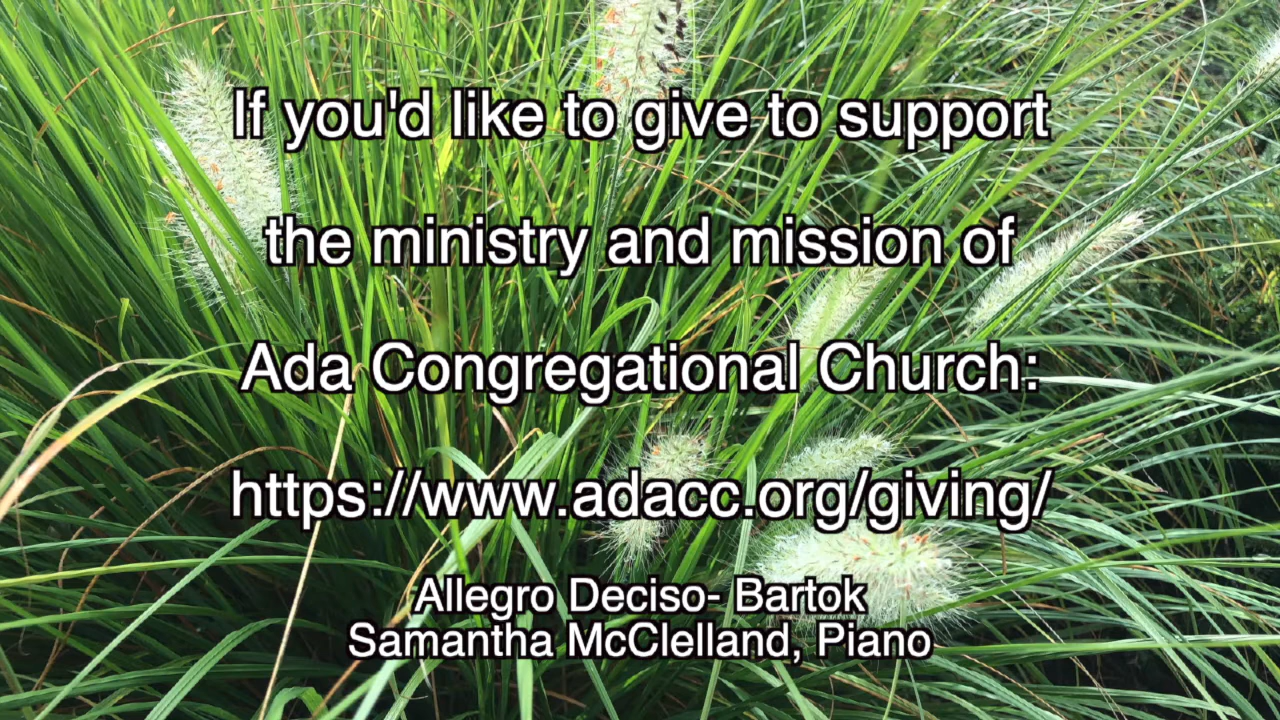 If you'd like to give to support
the ministry and mission of
Ada Congregational Church:
https://www.adacc.org/giving/
Allegro Deciso- Bartok
Samantha McClelland, Piano